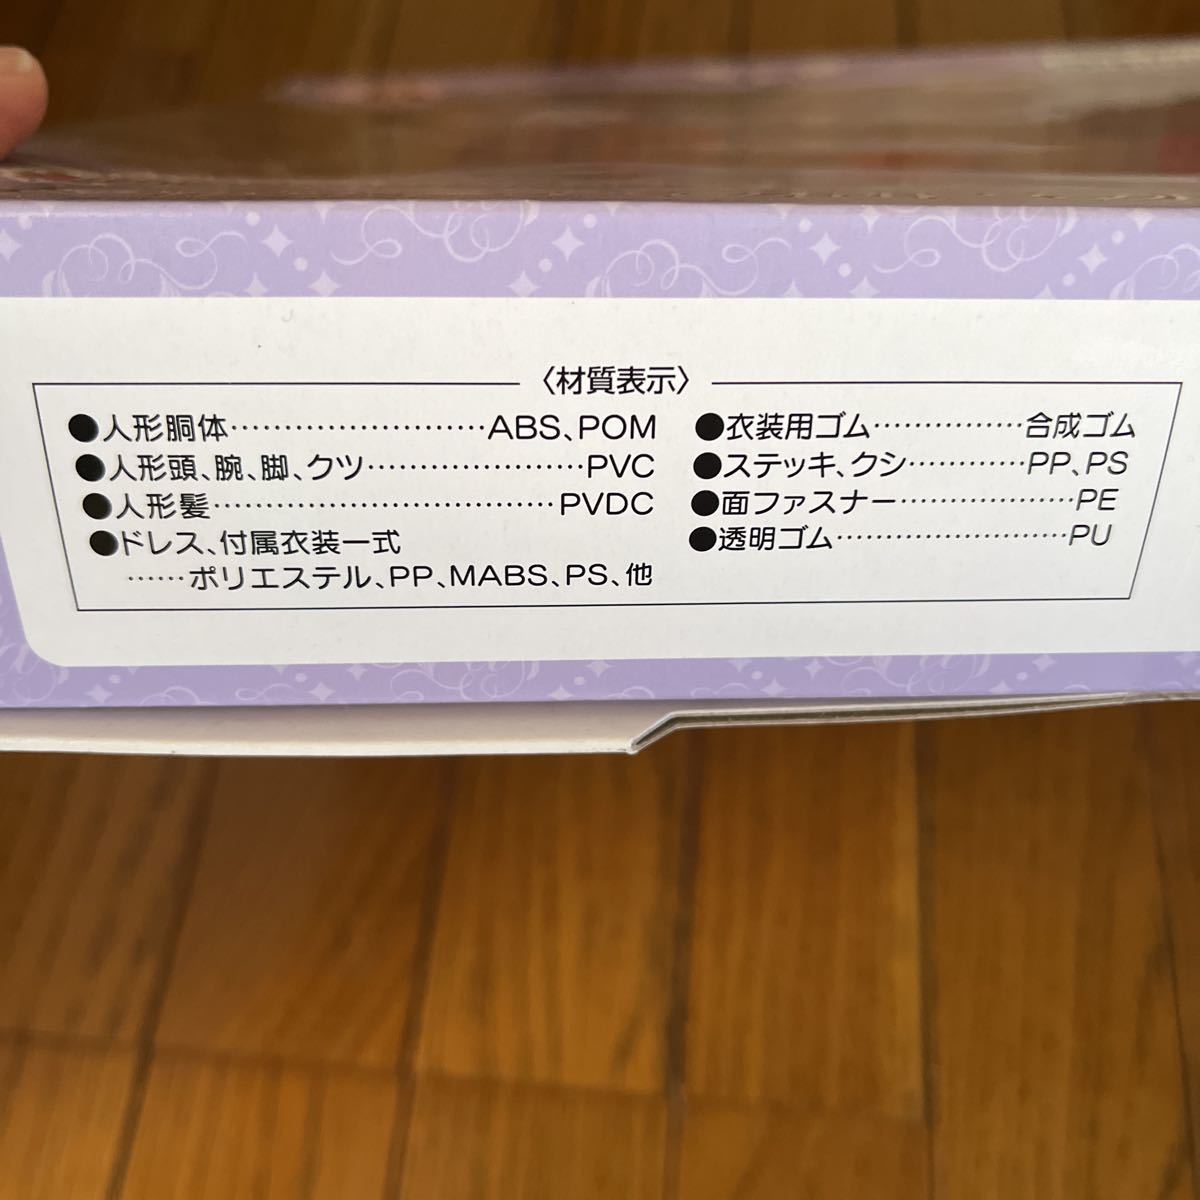 〈材質表示〉
●人形胴体……………………ABS、POM
●人形頭、腕、脚、クツ…………………PVC
●人形髪……………………………PVDC
●ドレス、付属衣装一式
……ポリエステル、PP、MABS、PS、他
●衣装用ゴム……………合成ゴム
●ステッキ、クシ…………PP、PS
●面ファスナー………………PE
●透明ゴム……………………PU